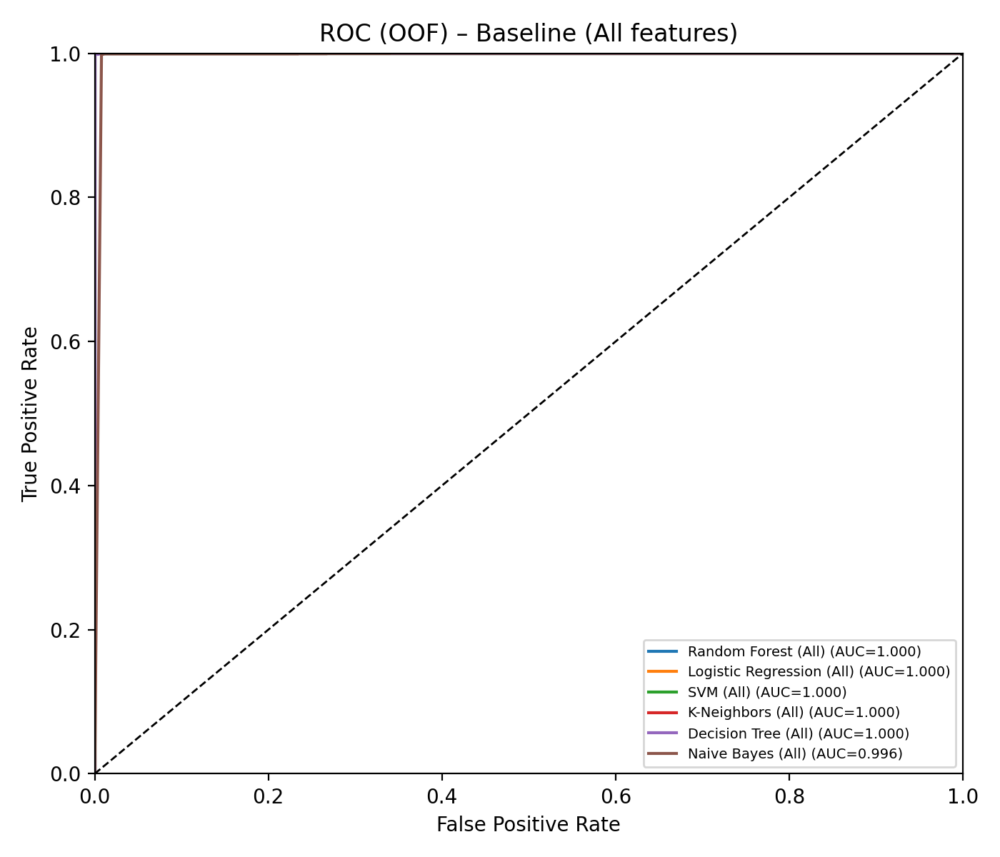 ROC (OOF) – Baseline (All features)
1.0
0.8
0.6
0.4
0.2
0.0
True Positive Rate
0.0 0.2 0.4 0.6 0.8 1.0
False Positive Rate
Random Forest (All) (AUC=1.000)
Logistic Regression (All) (AUC=1.000)
SVM (All) (AUC=1.000)
K-Neighbors (All) (AUC=1.000)
Decision Tree (All) (AUC=1.000)
Naive Bayes (All) (AUC=0.996)